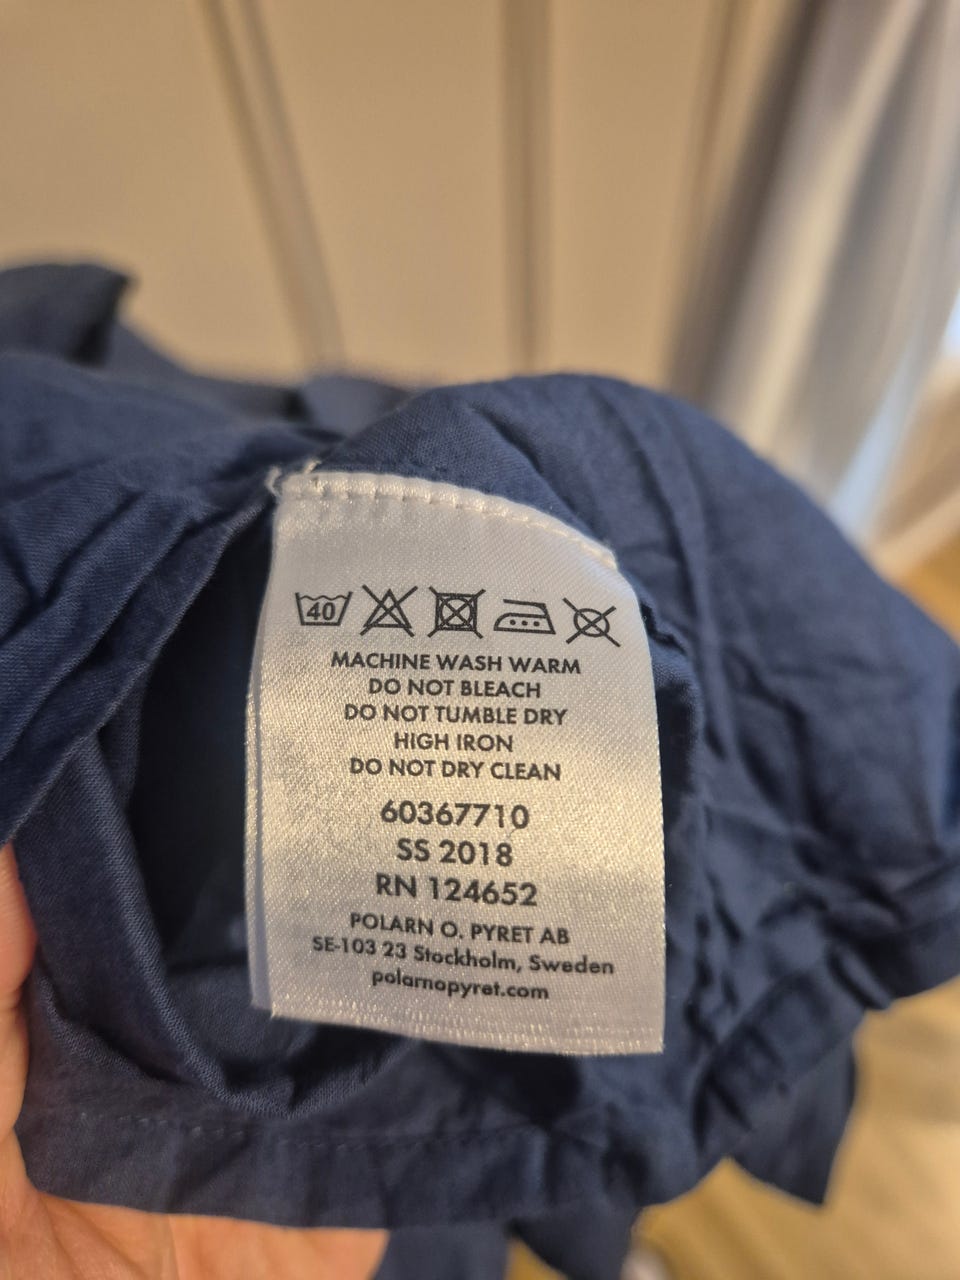 40
MACHINE WASH WARM
DO NOT BLEACH
DO NOT TUMBLE DRY
HIGH IRON
DO NOT DRY CLEAN
60367710
SS 2018
RN 124652
POLARN O. PYRET AB
SE-103 23 Stockholm, Sweden
polarnopyret.com